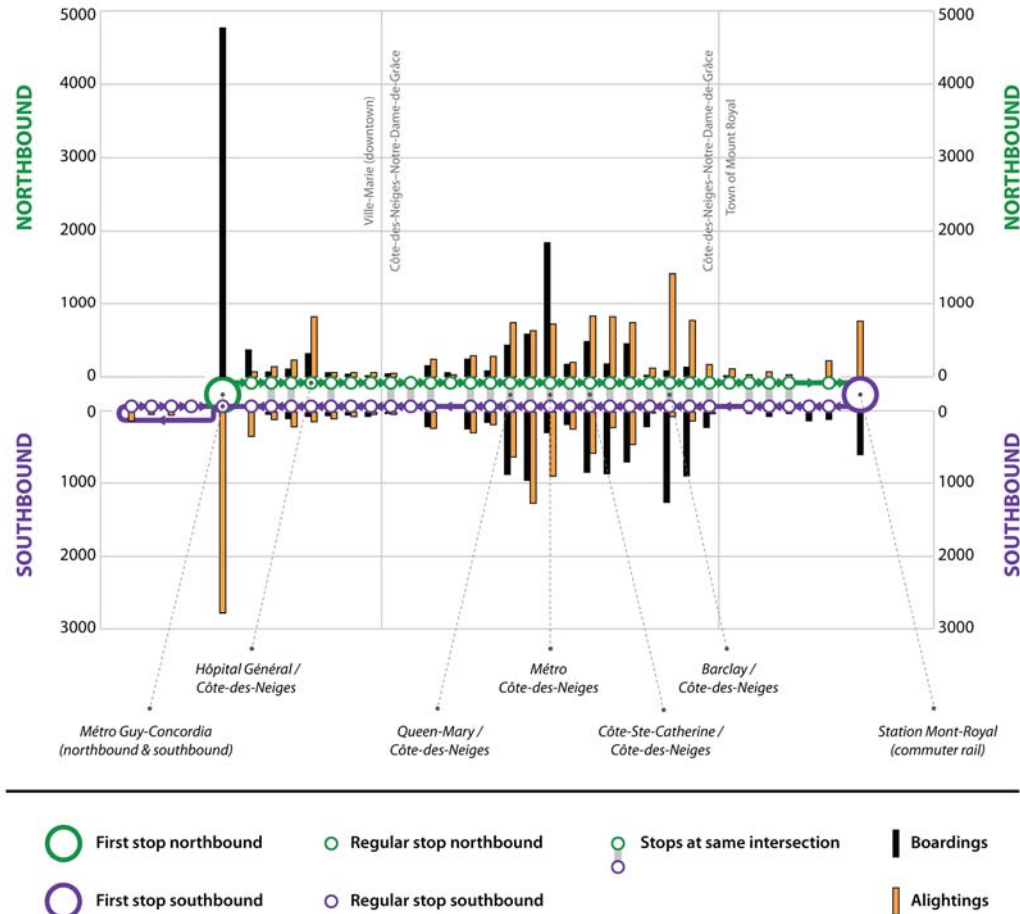 5000
5000
4000
4000
3000
3000
2000
2000
1000
1000
0
0
NORTHBOUND
NORTHBOUND
Ville-Marie (downtown)
Côte-des-Neiges–Notre-Dame-de-Grâce
Côte-des-Neiges–Notre-Dame-de-Grâce
Town of Mount Royal
0
0
1000
1000
2000
2000
3000
3000
SOUTHBOUND
SOUTHBOUND
Hôpital Général /
Côte-des-Neiges
Métro
Côte-des-Neiges
Barclay /
Côte-des-Neiges
Métro Guy-Concordia
(northbound & southbound)
Queen-Mary /
Côte-des-Neiges
Côte-Ste-Catherine /
Côte-des-Neiges
Station Mont-Royal
(commuter rail)
First stop northbound
Regular stop northbound
Stops at same intersection
Boardings
First stop southbound
Regular stop southbound
Alightings